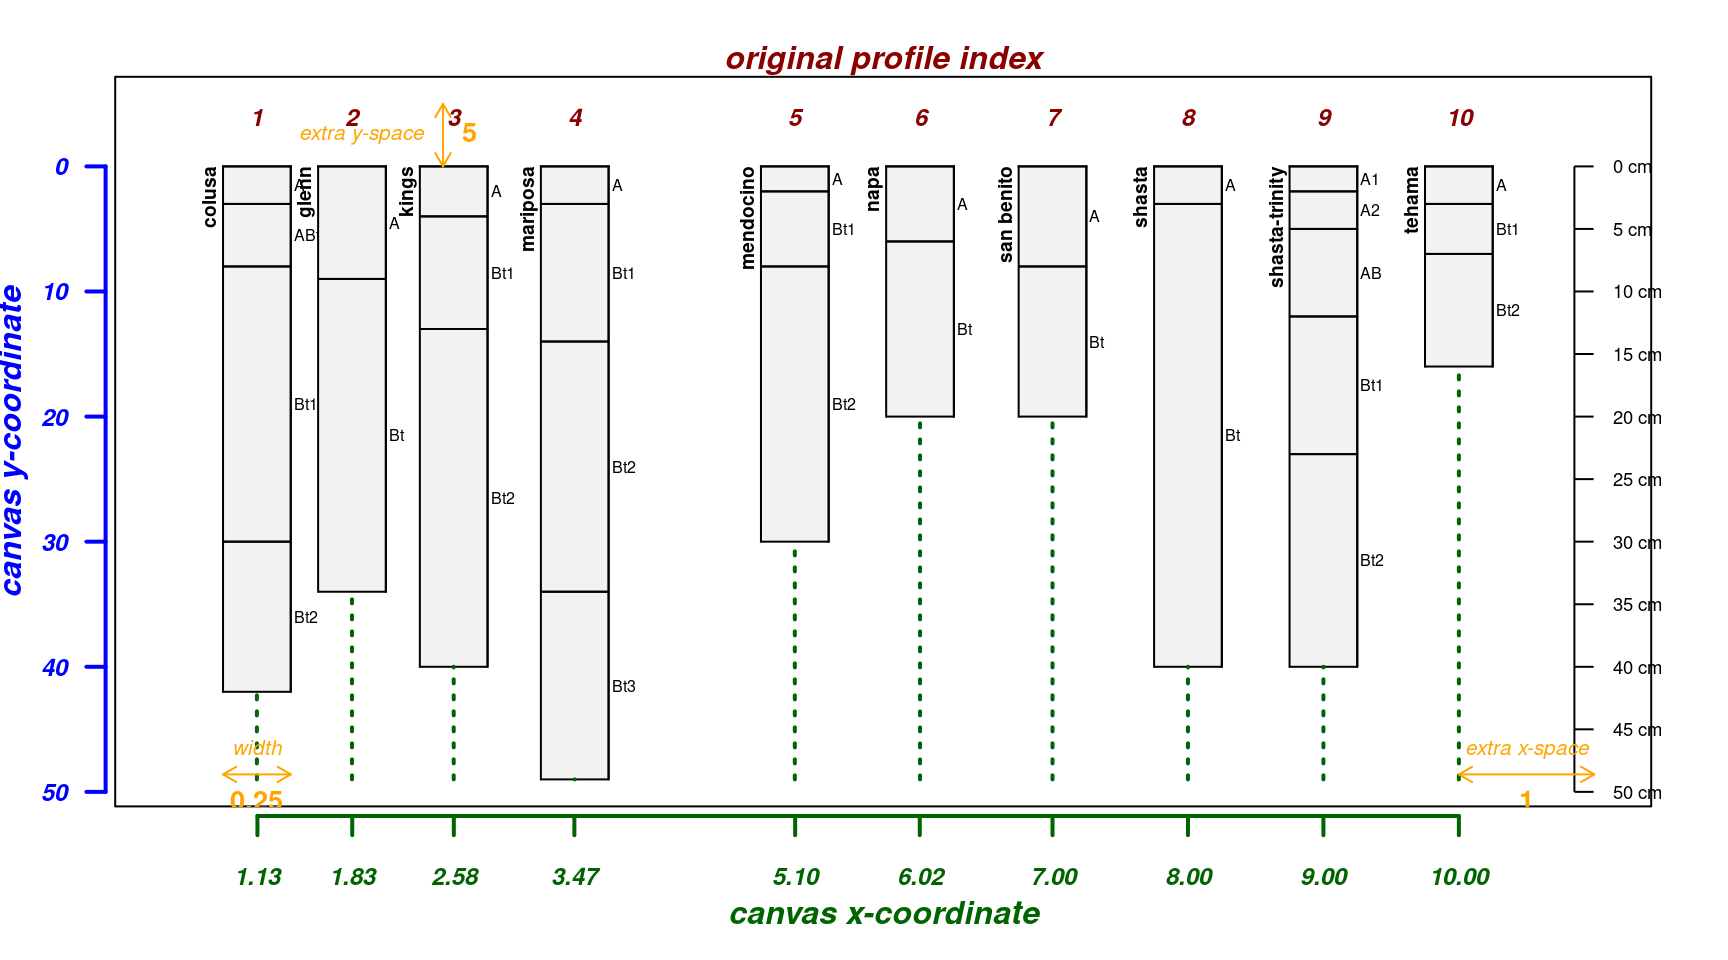 original profile index
1 2 3 4 5 6 7 8 9 10
extra y-space 5
canvas y-coordinate
0
10
20
30
40
50
colusa
A
Bt1
Bt2
glenn
A
Bt
kings
A
Bt1
Bt2
mariposa
A
Bt1
Bt2
Bt3
mendocino
A
Bt1
Bt2
napa
A
Bt
san benito
A
Bt
shasta
A
Bt
shasta-trinity
A1
A2
AB
Bt1
Bt2
tehama
A
Bt1
Bt2
0 cm
5 cm
10 cm
15 cm
20 cm
25 cm
30 cm
35 cm
40 cm
45 cm
50 cm
width
0.25
extra x-space
1
1.13 1.83 2.58 3.47 5.10 6.02 7.00 8.00 9.00 10.00
canvas x-coordinate